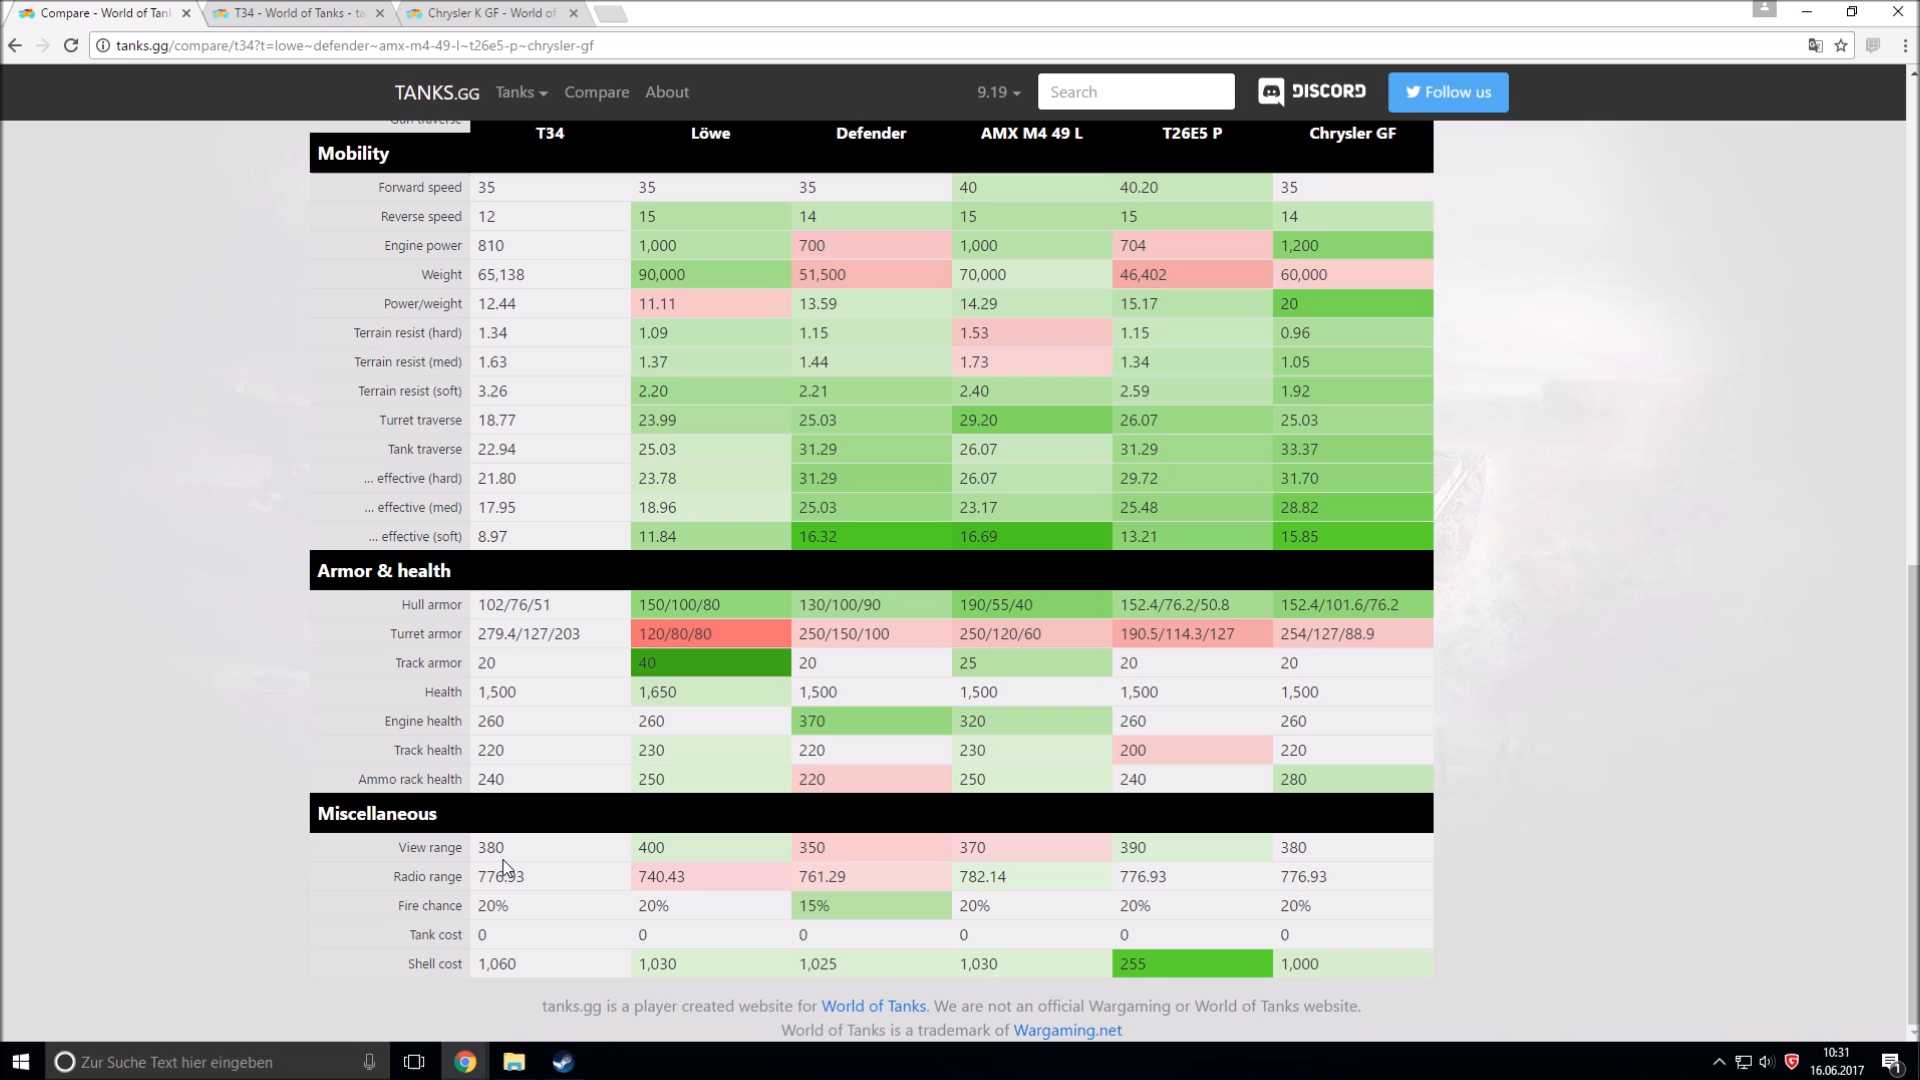 Compare - World of Tank
T34 - World of Tanks - ta
Chrysler K GF - World of
tanks.gg/compare/t34?t=lowe~defender~amx-m4-49-l~t26e5-p~chrysler-gf
TANKS.GG Tanks Compare About 9.19 Search DISCORD Follow us
Gun traverse
T34 Löwe Defender AMX M4 49 L T26E5 P Chrysler GF
Mobility
Forward speed 35 35 35 40 40.20 35
Reverse speed 12 15 14 15 15 14
Engine power 810 1,000 700 1,000 704 1,200
Weight 65,138 90,000 51,500 70,000 46,402 60,000
Power/weight 12.44 11.11 13.59 14.29 15.17 20
Terrain resist (hard) 1.34 1.09 1.15 1.53 1.15 0.96
Terrain resist (med) 1.63 1.37 1.44 1.73 1.34 1.05
Terrain resist (soft) 3.26 2.20 2.21 2.40 2.59 1.92
Turret traverse 18.77 23.99 25.03 29.20 26.07 25.03
Tank traverse 22.94 25.03 31.29 26.07 31.29 33.37
... effective (hard) 21.80 23.78 31.29 26.07 29.72 31.70
... effective (med) 17.95 18.96 25.03 23.17 25.48 28.82
... effective (soft) 8.97 11.84 16.32 16.69 13.21 15.85
Armor & health
Hull armor 102/76/51 150/100/80 130/100/90 190/55/40 152.4/76.2/50.8 152.4/101.6/76.2
Turret armor 279.4/127/203 120/80/80 250/150/100 250/120/60 190.5/114.3/127 254/127/88.9
Track armor 20 40 20 25 20 20
Health 1,500 1,650 1,500 1,500 1,500 1,500
Engine health 260 260 370 320 260 260
Track health 220 230 220 230 200 220
Ammo rack health 240 250 220 250 240 280
Miscellaneous
View range 380 400 350 370 390 380
Radio range 776.93 740.43 761.29 782.14 776.93 776.93
Fire chance 20% 20% 15% 20% 20% 20%
Tank cost 0 0 0 0 0 0
Shell cost 1,060 1,030 1,025 1,030 255 1,000
tanks.gg is a player created website for World of Tanks. We are not an official Wargaming or World of Tanks website.
World of Tanks is a trademark of Wargaming.net
Zur Suche Text hier eingeben
10:31
16.06.2017
1